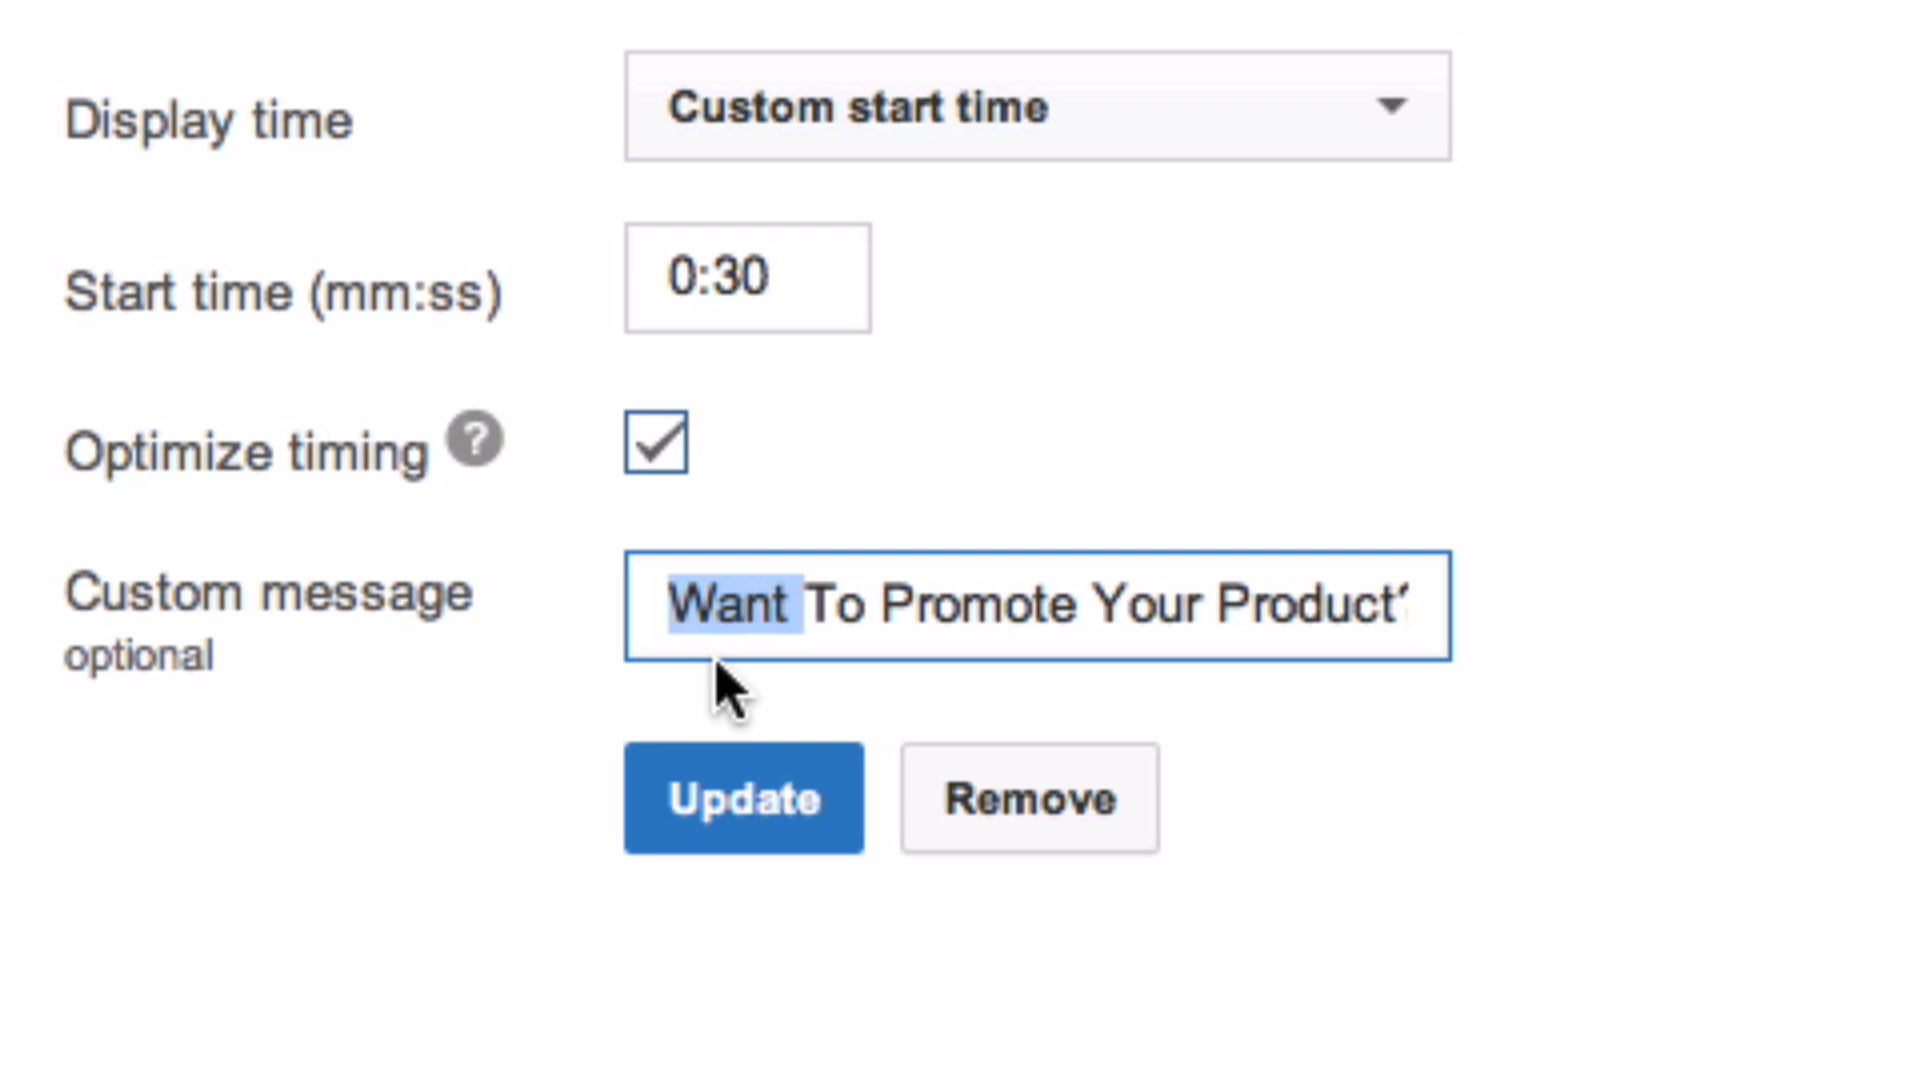 Display time
Custom start time
Start time (mm:ss)
0:30
Optimize timing ?
Custom message
optional
Want To Promote Your Product?
Update
Remove